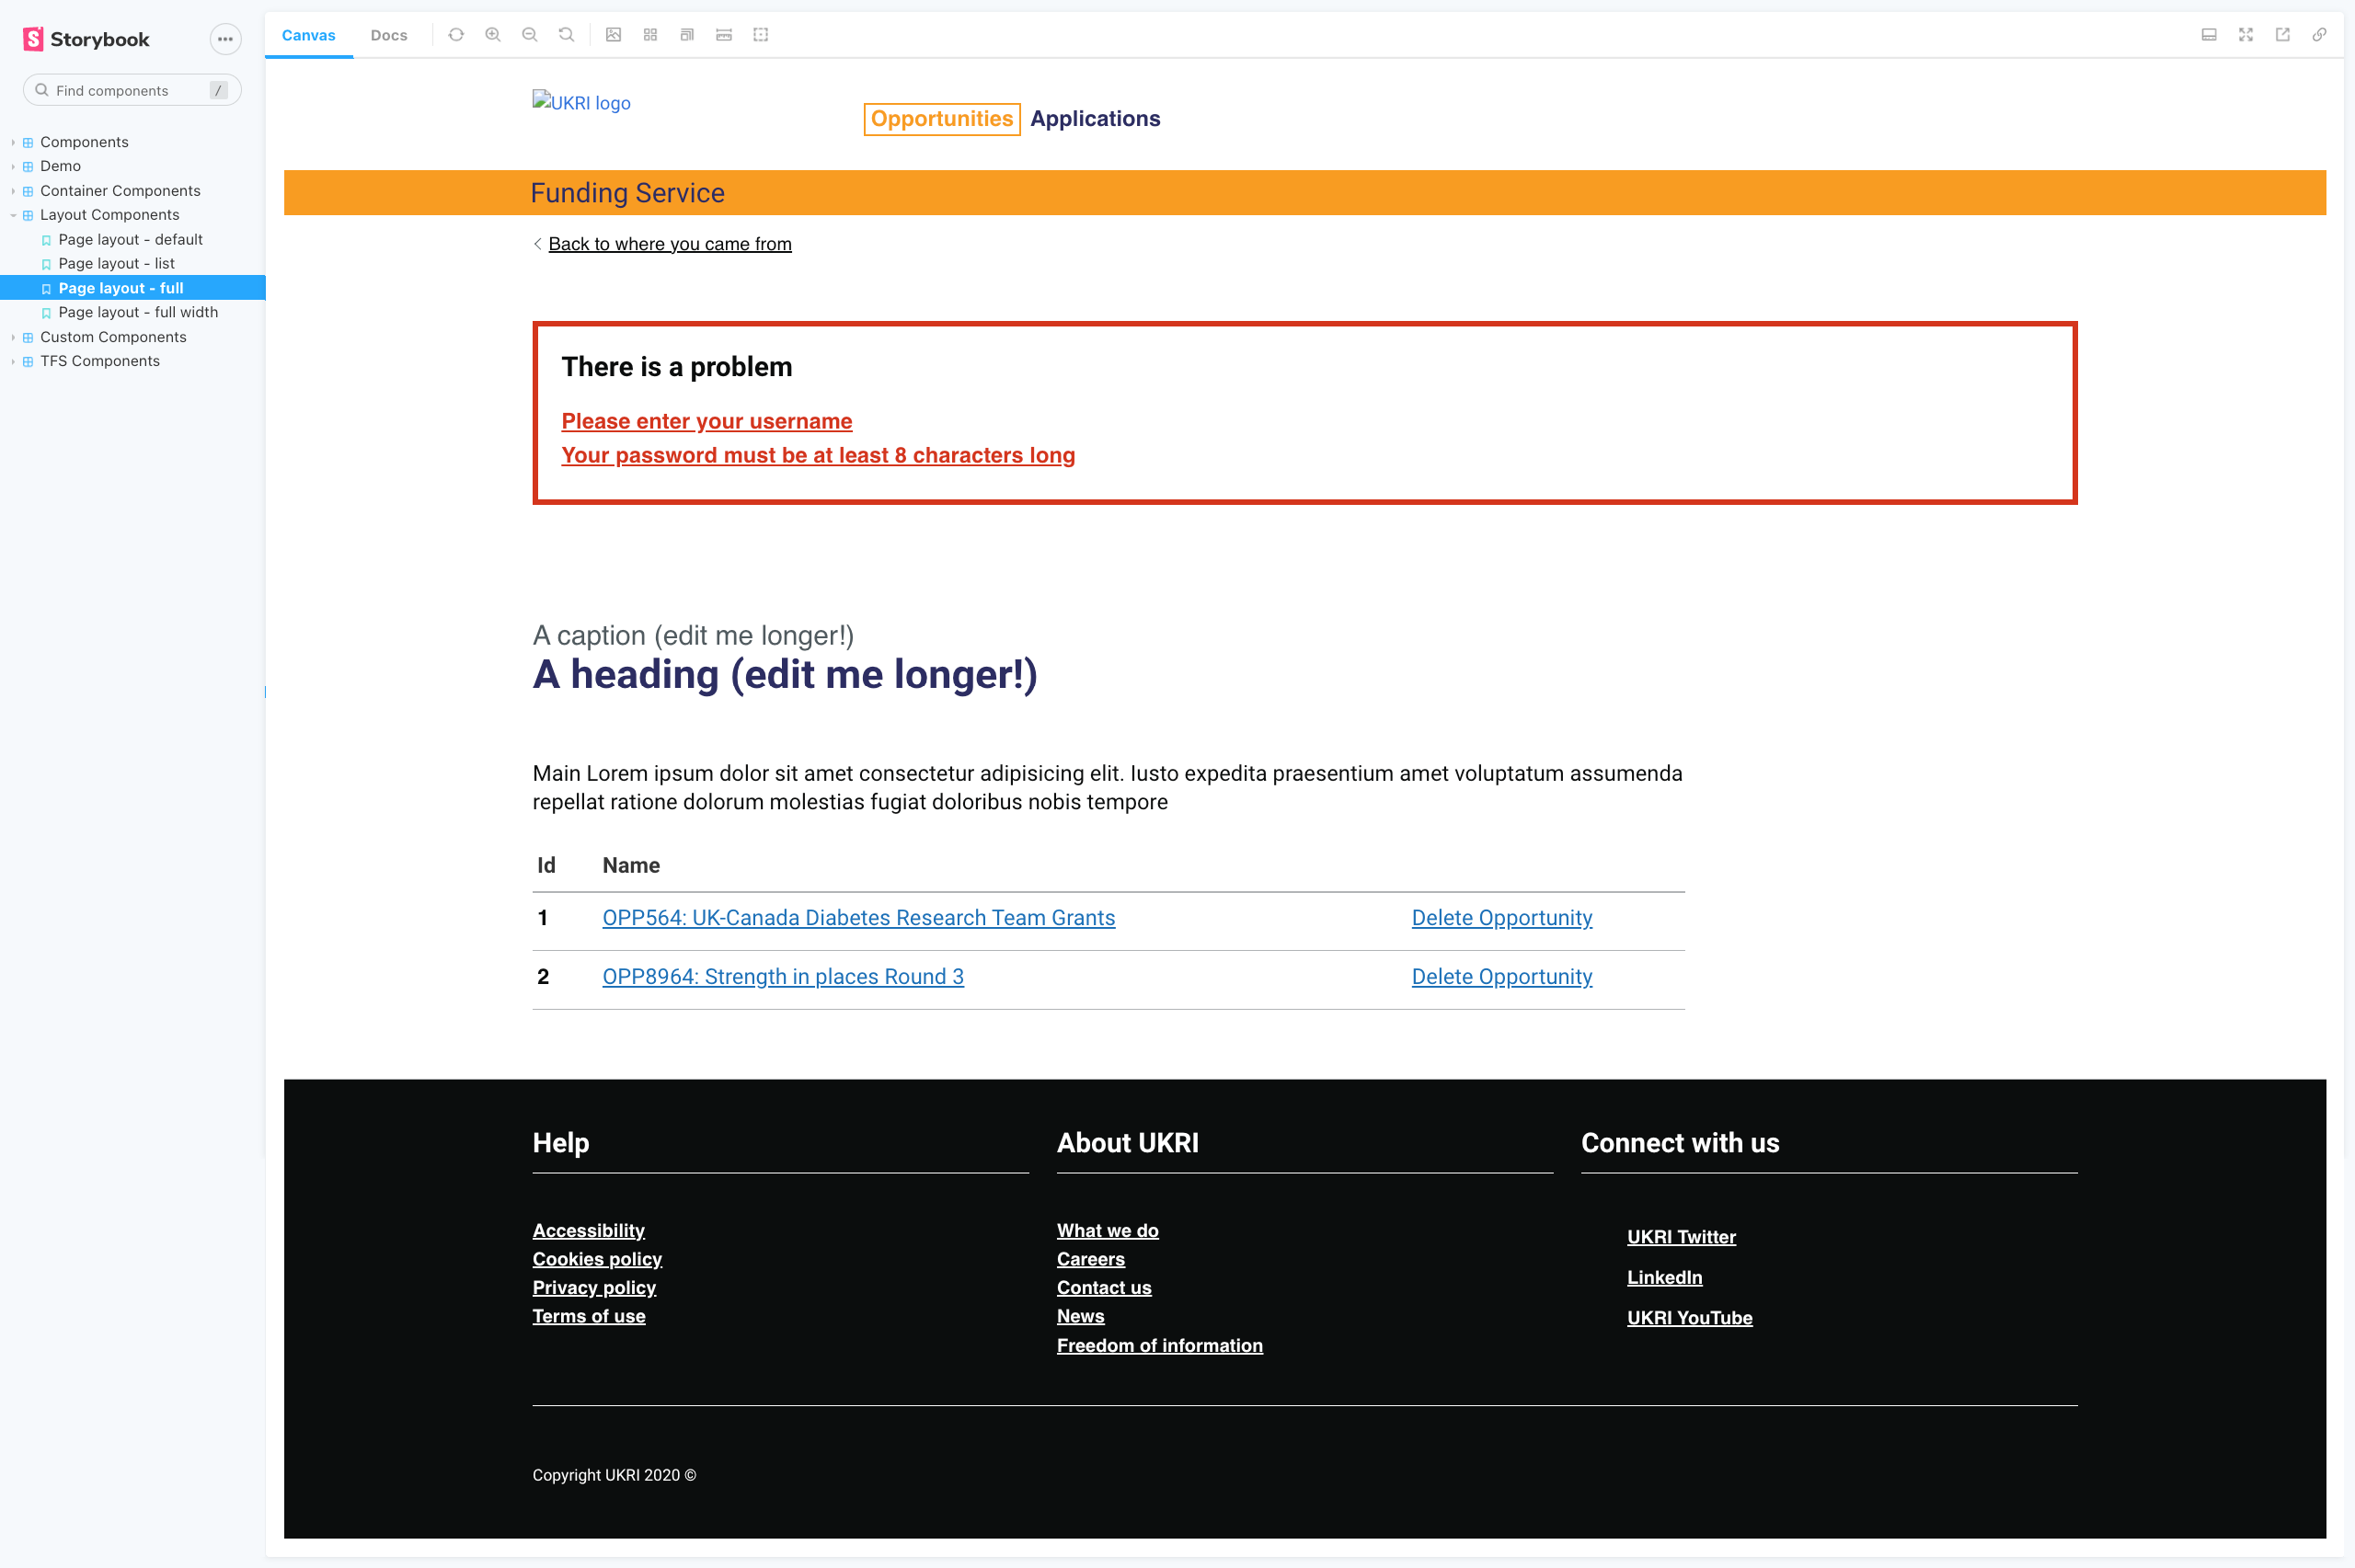 Storybook
Find components
/
Components
Demo
Container Components
Layout Components
Page layout - default
Page layout - list
Page layout - full
Page layout - full width
Custom Components
TFS Components
Canvas Docs
UKRI logo
Opportunities Applications
Funding Service
Back to where you came from
There is a problem
Please enter your username
Your password must be at least 8 characters long
A caption (edit me longer!)
A heading (edit me longer!)
Main Lorem ipsum dolor sit amet consectetur adipisicing elit. Iusto expedita praesentium amet voluptatum assumenda
repellat ratione dolorum molestias fugiat doloribus nobis tempore
Id Name
1 OPP564: UK-Canada Diabetes Research Team Grants Delete Opportunity
2 OPP8964: Strength in places Round 3 Delete Opportunity
Help
Accessibility
Cookies policy
Privacy policy
Terms of use
About UKRI
What we do
Careers
Contact us
News
Freedom of information
Connect with us
UKRI Twitter
LinkedIn
UKRI YouTube
Copyright UKRI 2020 ©